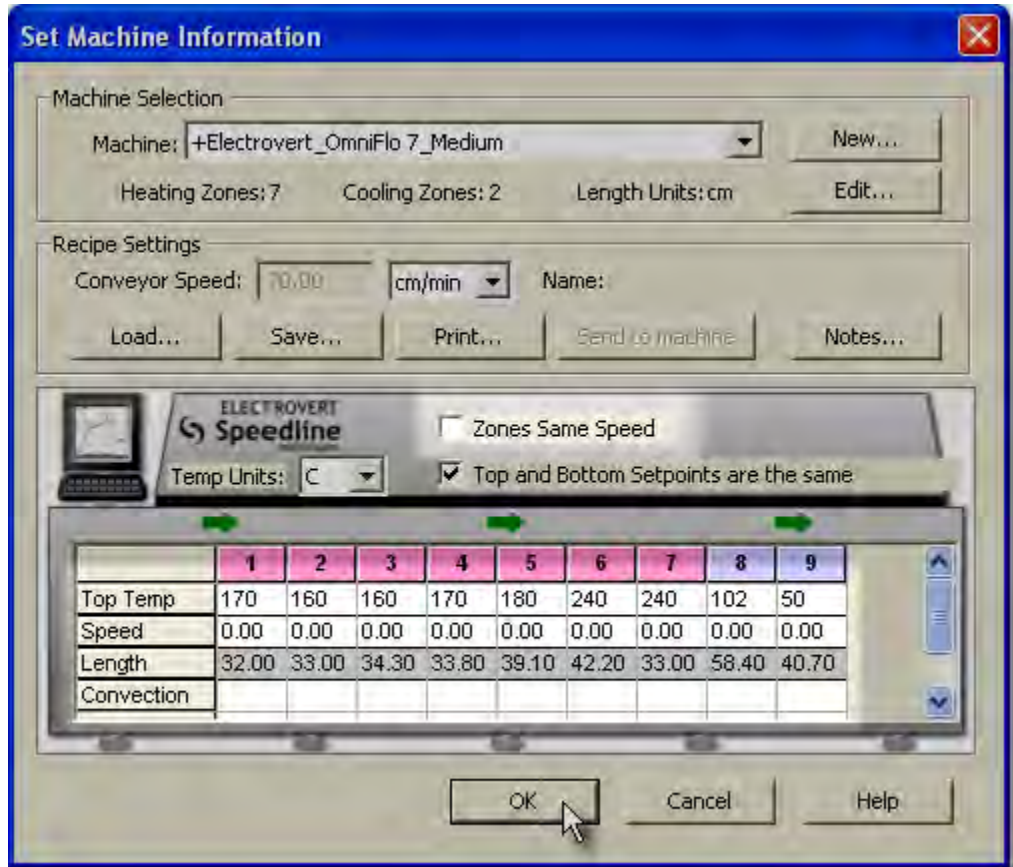 Set Machine Information
Machine Selection
Machine: +Electrovert_OmniFlo 7_Medium New...
Heating Zones: 7 Cooling Zones: 2 Length Units: cm Edit...
Recipe Settings
Conveyor Speed: 70.00 cm/min Name:
Load... Save... Print... Send to machine Notes...
ELECTROVERT
Speedline
Zones Same Speed
Temp Units: C Top and Bottom Setpoints are the same
1 2 3 4 5 6 7 8 9
Top Temp 170 160 160 170 180 240 240 102 50
Speed 0.00 0.00 0.00 0.00 0.00 0.00 0.00 0.00 0.00
Length 32.00 33.00 34.30 33.80 39.10 42.20 33.00 58.40 40.70
Convection
OK Cancel Help